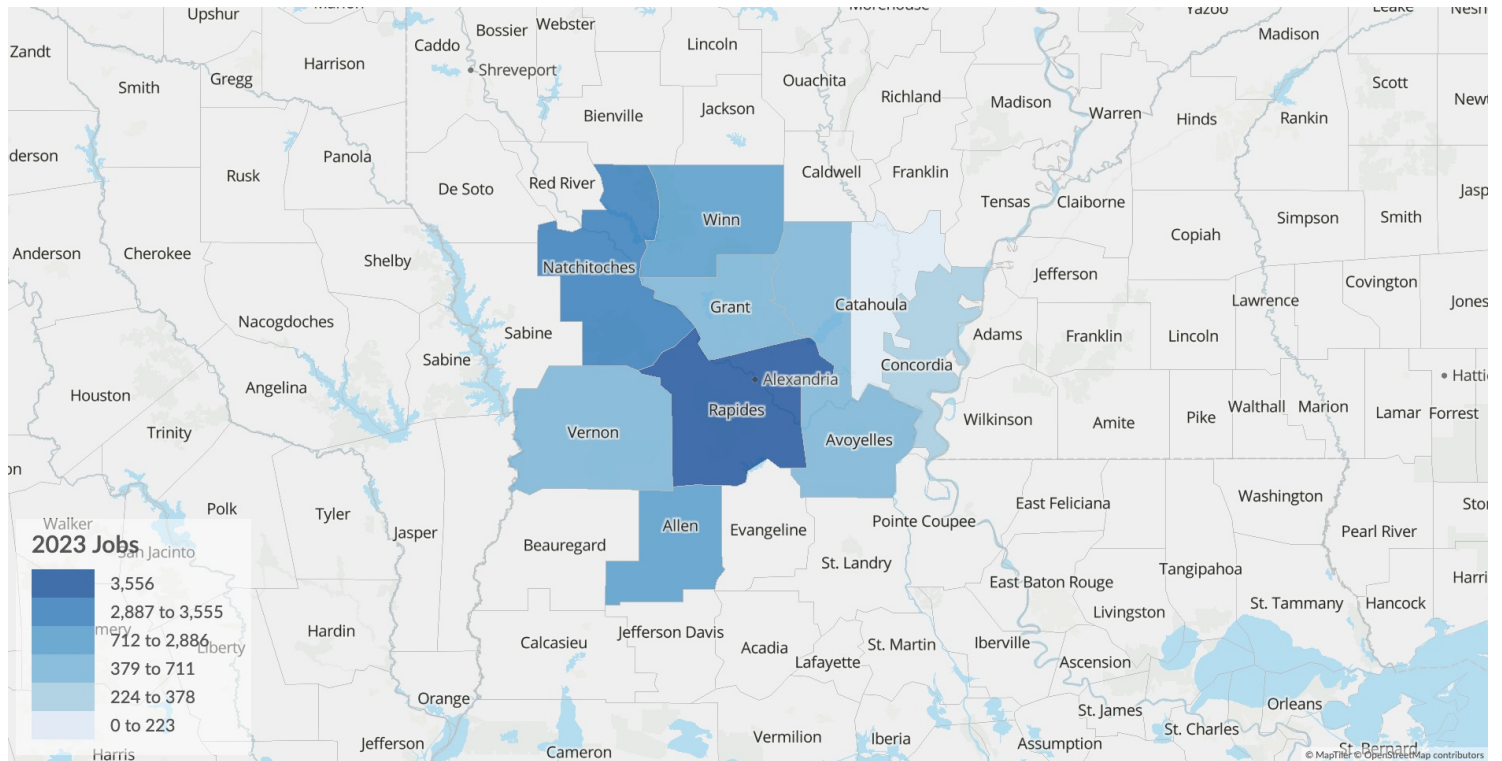 Upshur
Bossier
Webster
Yazoo
Leake
Zandt
Caddo
Lincoln
Madison
Harrison
Shreveport
Ouachita
Smith
Gregg
Richland
Madison
Scott
Jackson
Warren
Hinds
Rankin
Bienville
derson
Panola
Rusk
De Soto
Red River
Caldwell
Franklin
Tensas
Claiborne
Winn
Simpson
Smith
Copiah
Anderson
Cherokee
Shelby
Natchitoches
Jefferson
Covington
Jones
Lawrence
Grant
Catahoula
Nacogdoches
Sabine
Adams
Franklin
Lincoln
Sabine
Concordia
Alexandria
Angelina
Houston
Rapides
Wilkinson
Amite
Pike
Walthall
Marion
Lamar
Forrest
Trinity
Vernon
Avoyelles
Polk
Tyler
Jasper
Walker
San Jacinto
Allen
Evangeline
Pointe Coupee
East Feliciana
Washington
Pearl River
Beauregard
St. Landry
East Baton Rouge
Tangipahoa
Livingston
St. Tammany
Hancock
Hardin
Liberty
Calcasieu
Jefferson Davis
Acadia
Lafayette
St. Martin
Iberville
Ascension
Orange
St. James
Orleans
St. Charles
Jefferson
Cameron
Vermilion
Iberia
Assumption
St. Bernard
Harris
2023 Jobs
3,556
2,887 to 3,555
712 to 2,886
379 to 711
224 to 378
0 to 223
© MapTiler © OpenStreetMap contributors